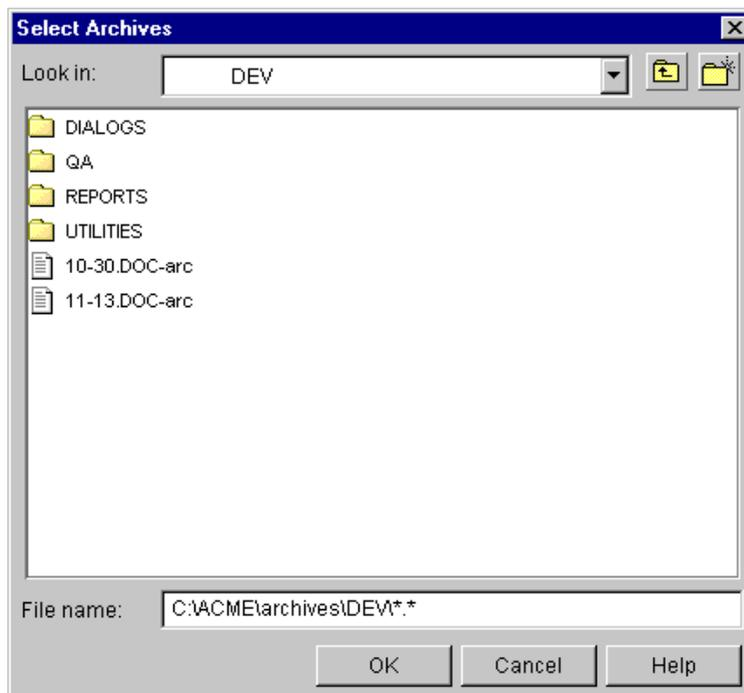 Select Archives
Look in: DEV
DIALOGS
QA
REPORTS
UTILITIES
10-30.DOC-arc
11-13.DOC-arc
File name: C:\ACME\archives\DEV\*.*
OK Cancel Help